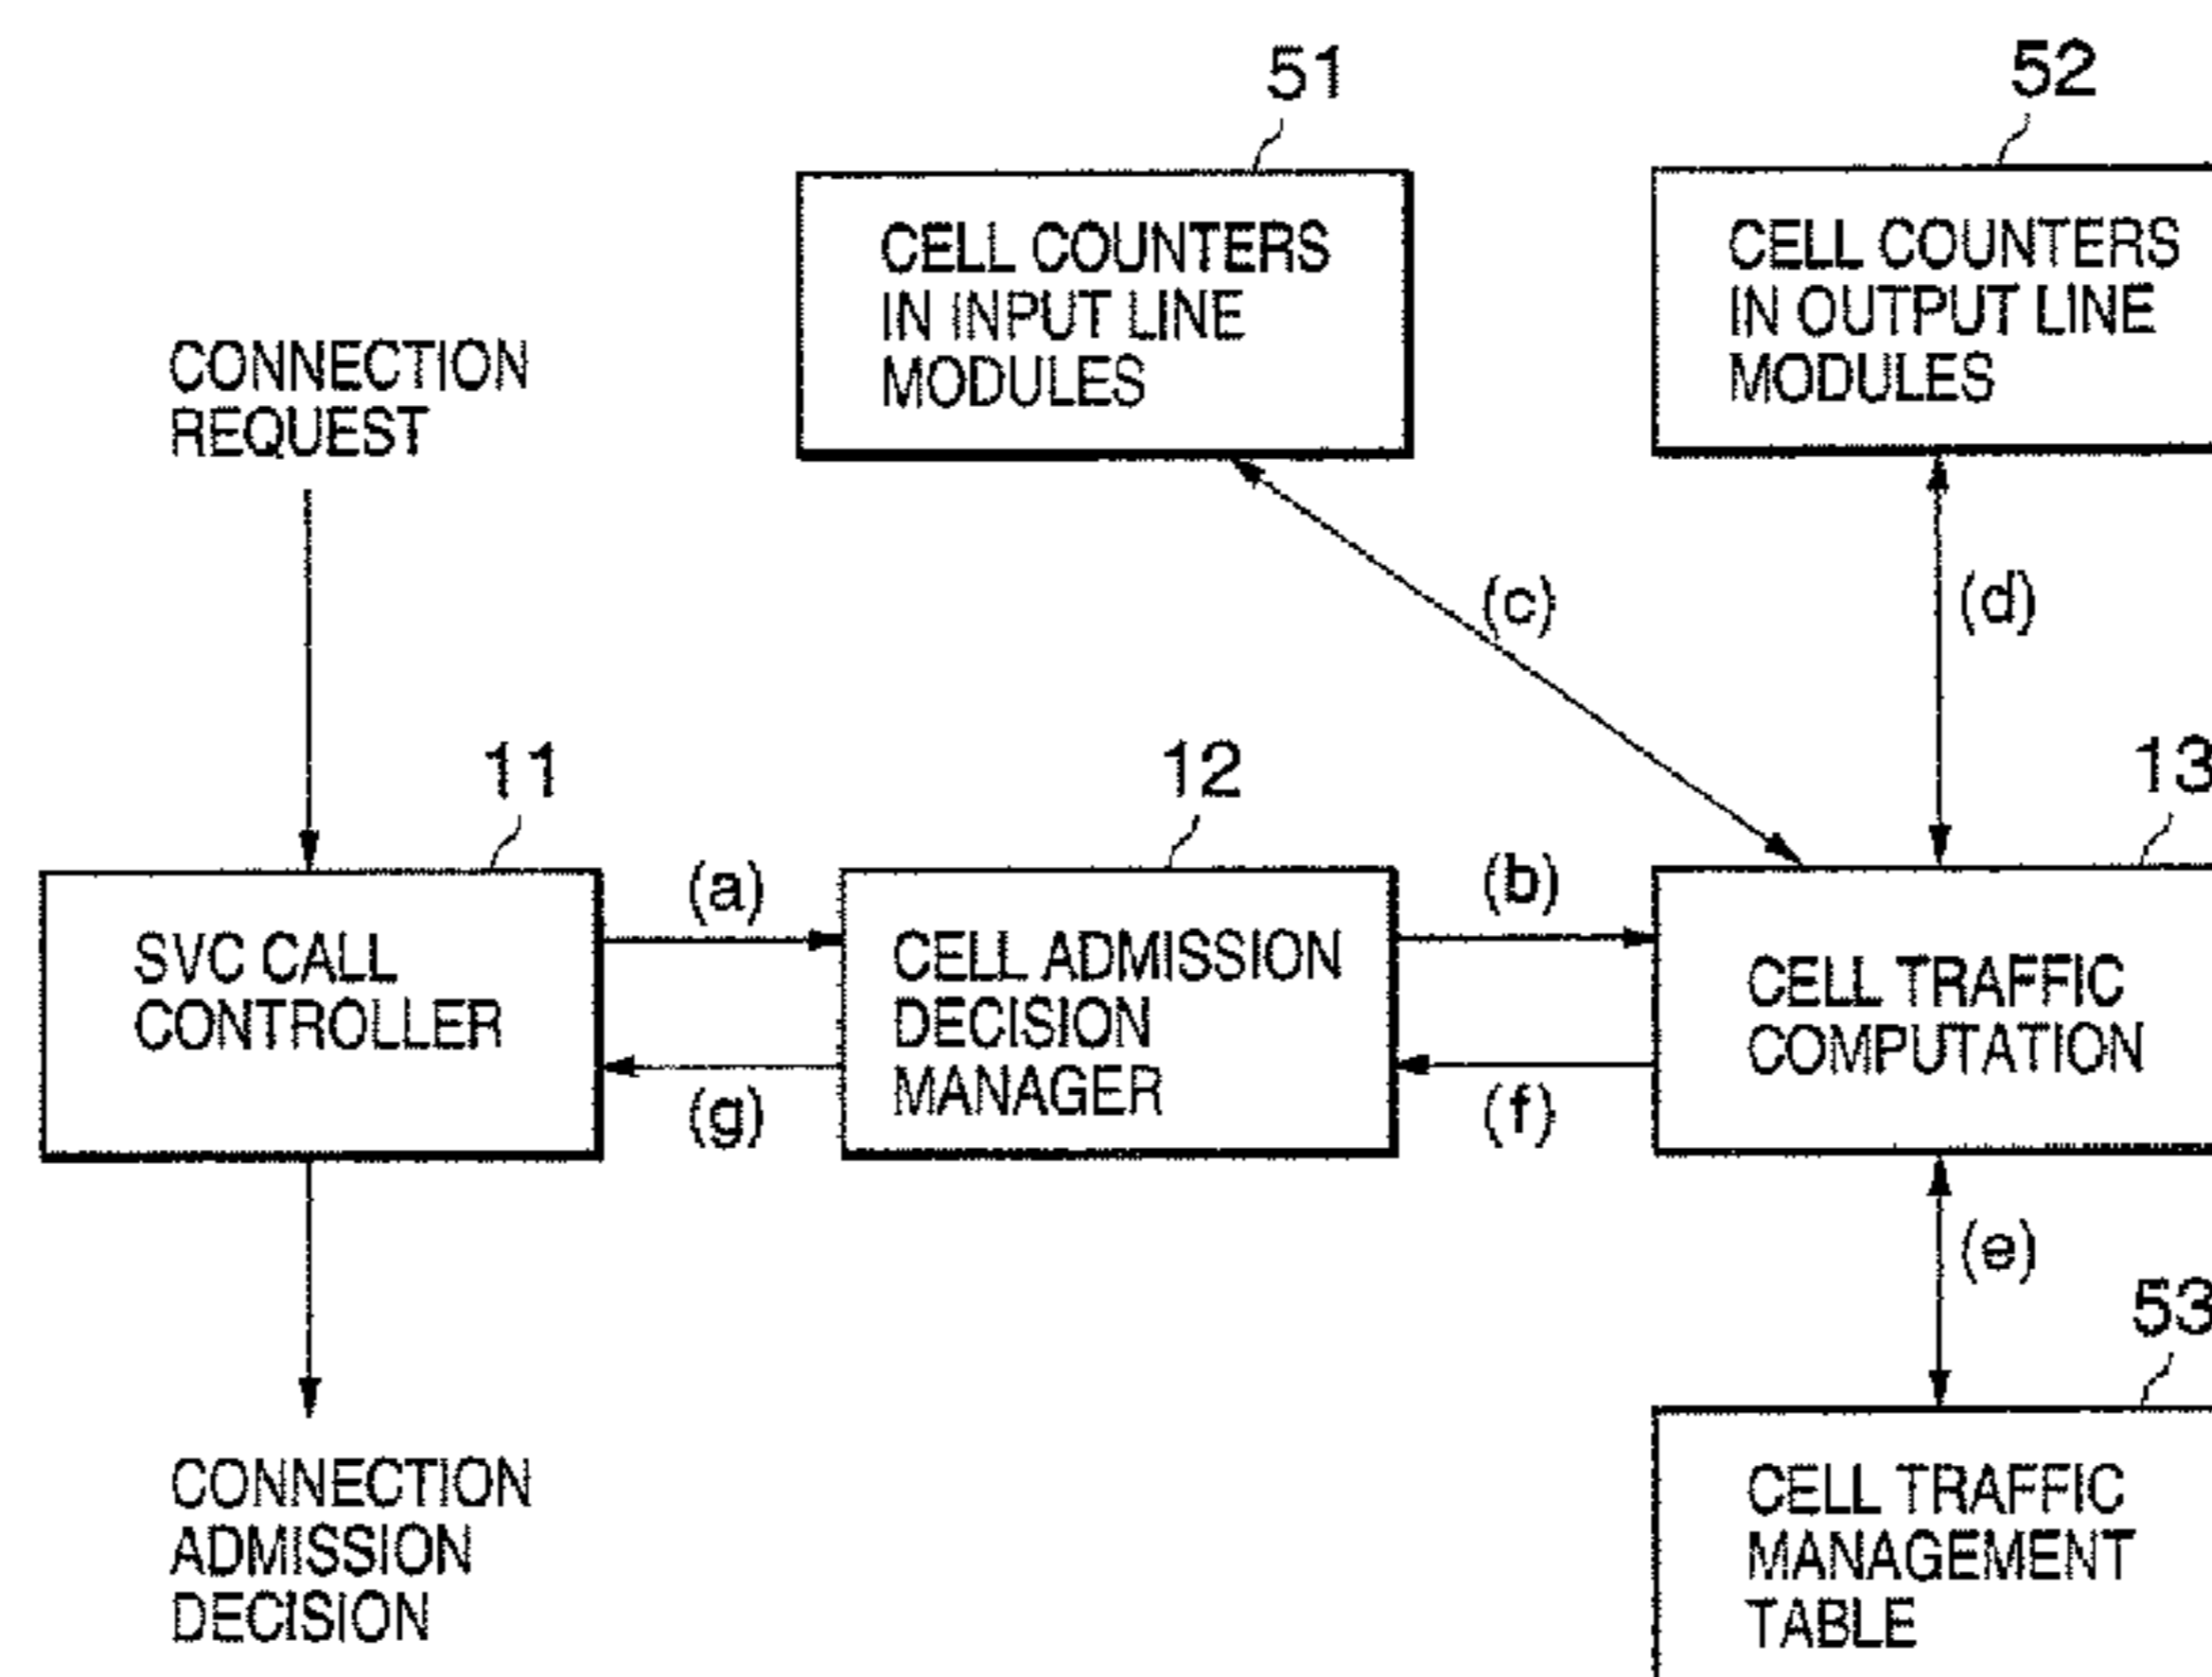 51
52
CELL COUNTERS
IN INPUT LINE
MODULES
CELL COUNTERS
IN OUTPUT LINE
MODULES
CONNECTION
REQUEST
(c)
(d)
11
12
13
(a)
(b)
SVC CALL
CONTROLLER
CELL ADMISSION
DECISION
MANAGER
CELL TRAFFIC
COMPUTATION
(g)
(f)
(e)
53
CONNECTION
ADMISSION
DECISION
CELL TRAFFIC
MANAGEMENT
TABLE